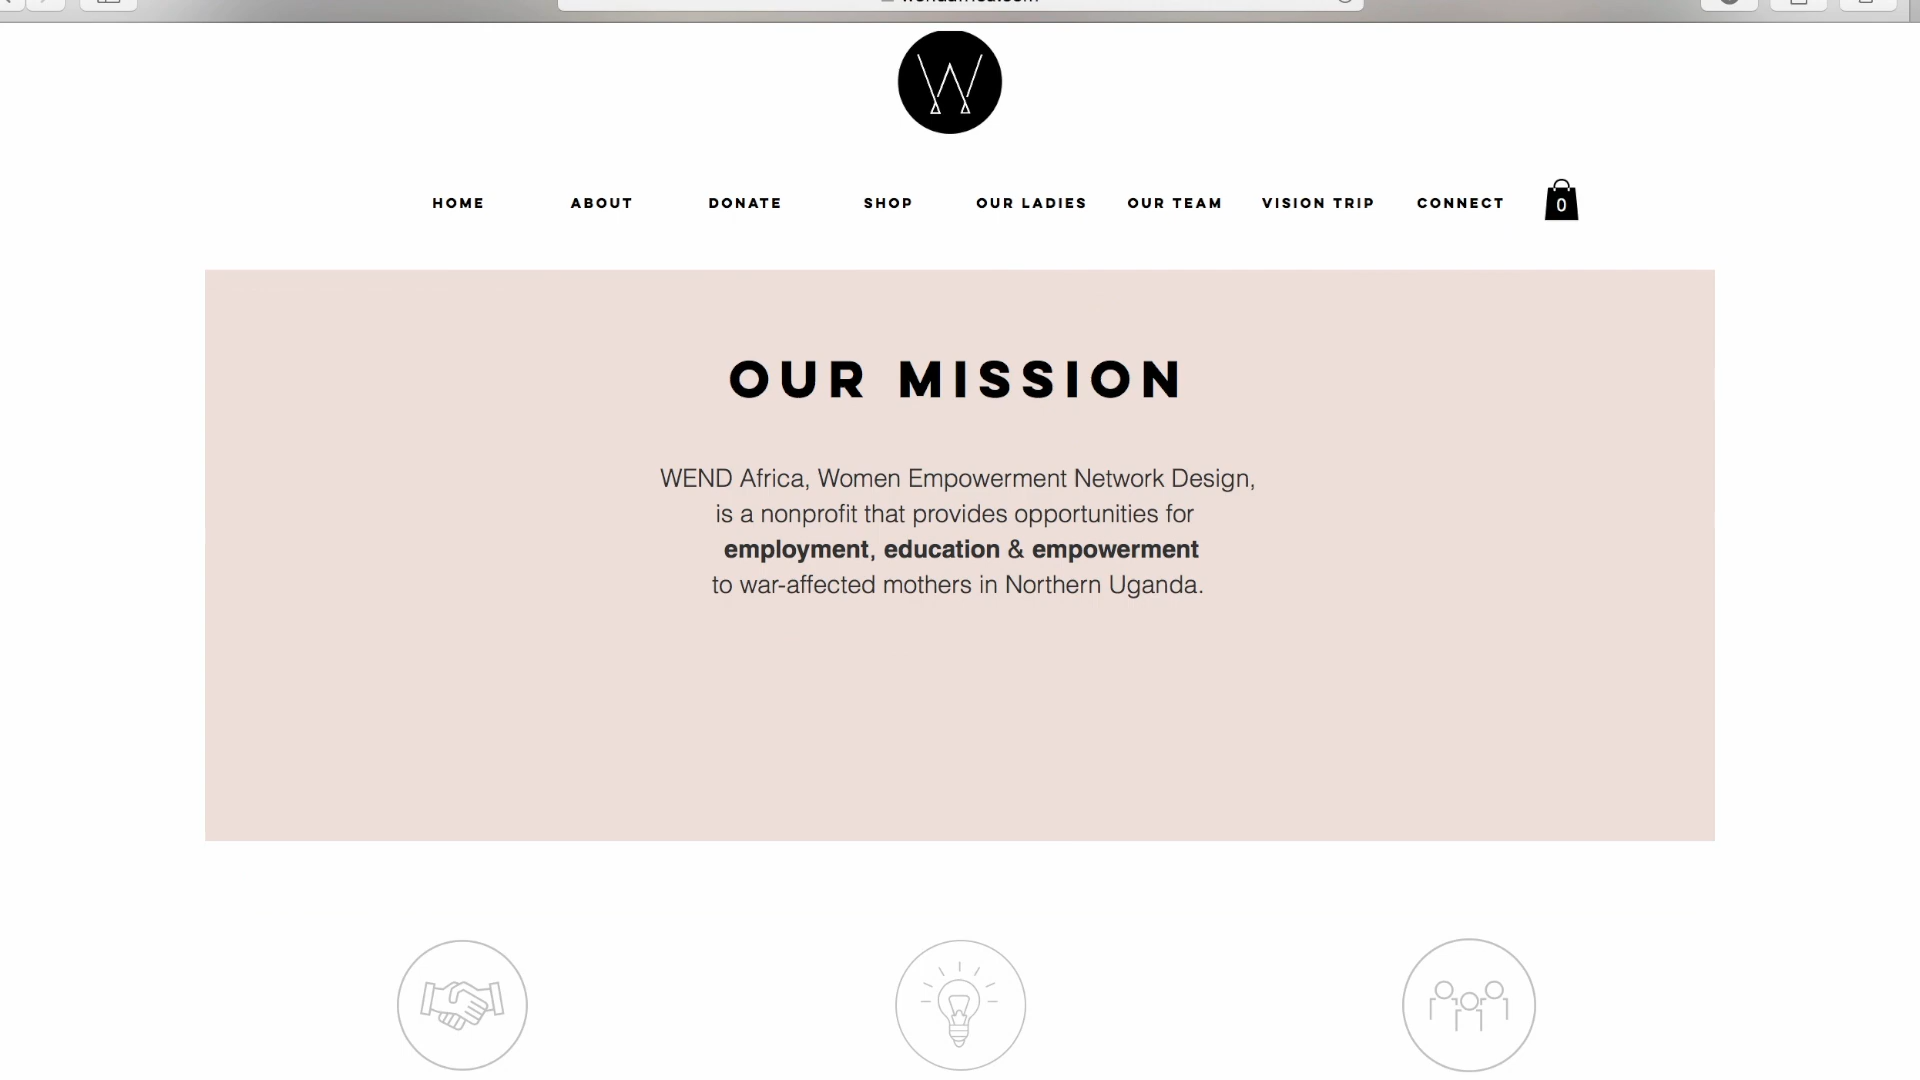 HOME ABOUT DONATE SHOP OUR LADIES OUR TEAM VISION TRIP CONNECT 0
OUR MISSION
WEND Africa, Women Empowerment Network Design,
is a nonprofit that provides opportunities for
employment, education & empowerment
to war-affected mothers in Northern Uganda.